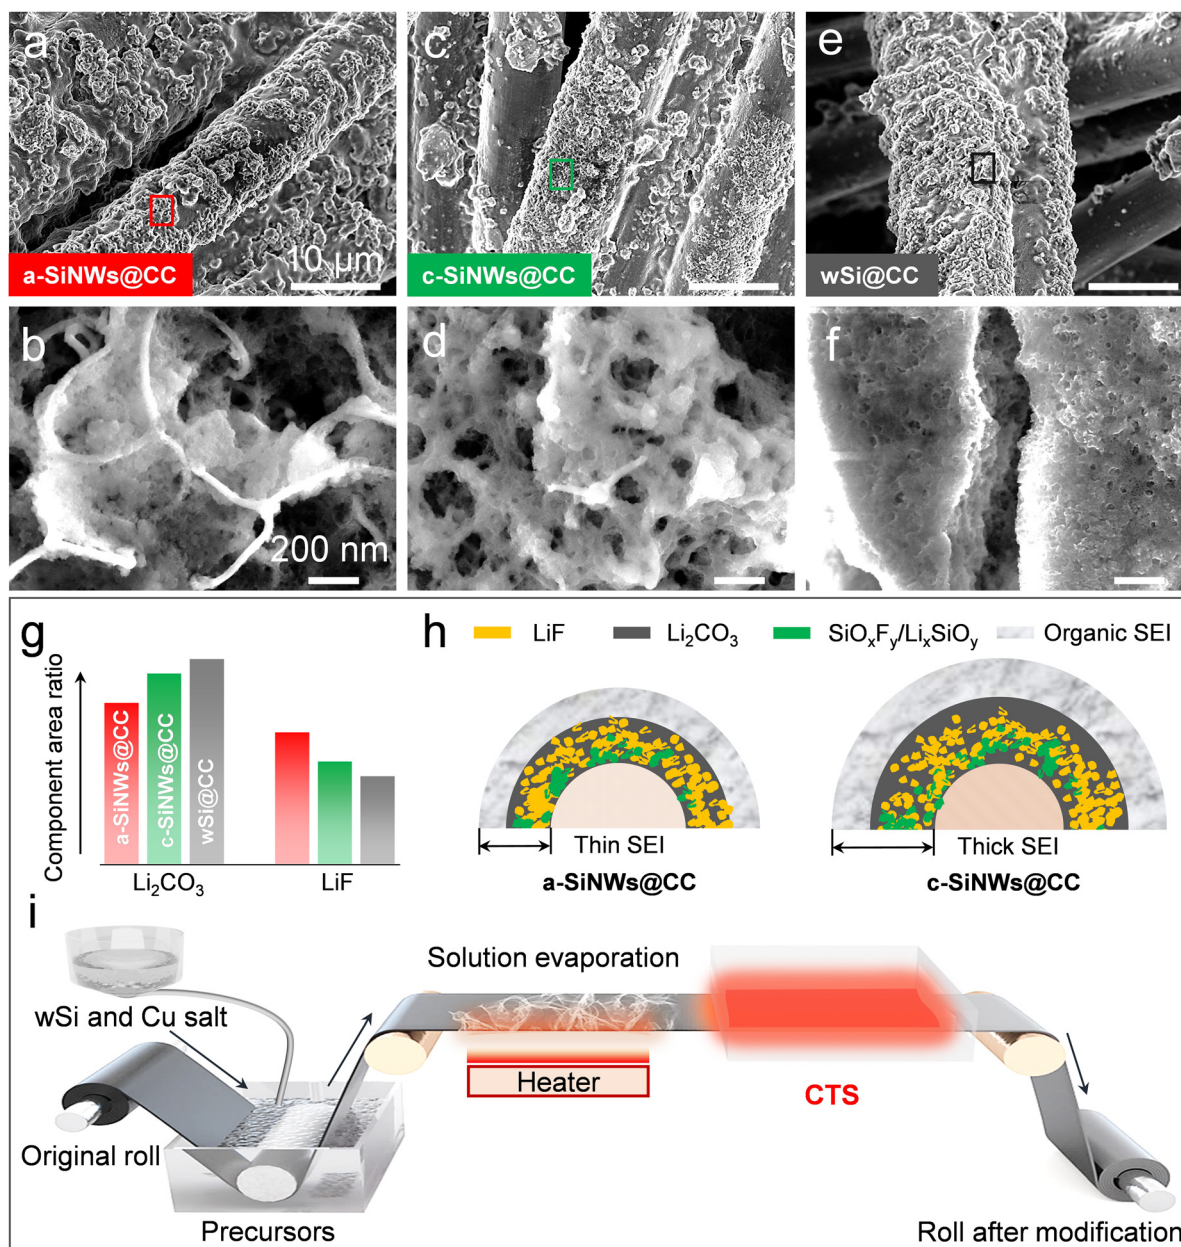 a
a-SiNWs@CC
10 μm
c
c-SiNWs@CC
e
wSi@CC
b
200 nm
d
f
g
Component area ratio
a-SiNWs@CC
c-SiNWs@CC
wSi@CC
Li₂CO₃
LiF
h
LiF
Li₂CO₃
SiOₓFᵧ/LiₓSiOᵧ
Organic SEI
Thin SEI
a-SiNWs@CC
Thick SEI
c-SiNWs@CC
i
wSi and Cu salt
Original roll
Precursors
Solution evaporation
Heater
CTS
Roll after modification